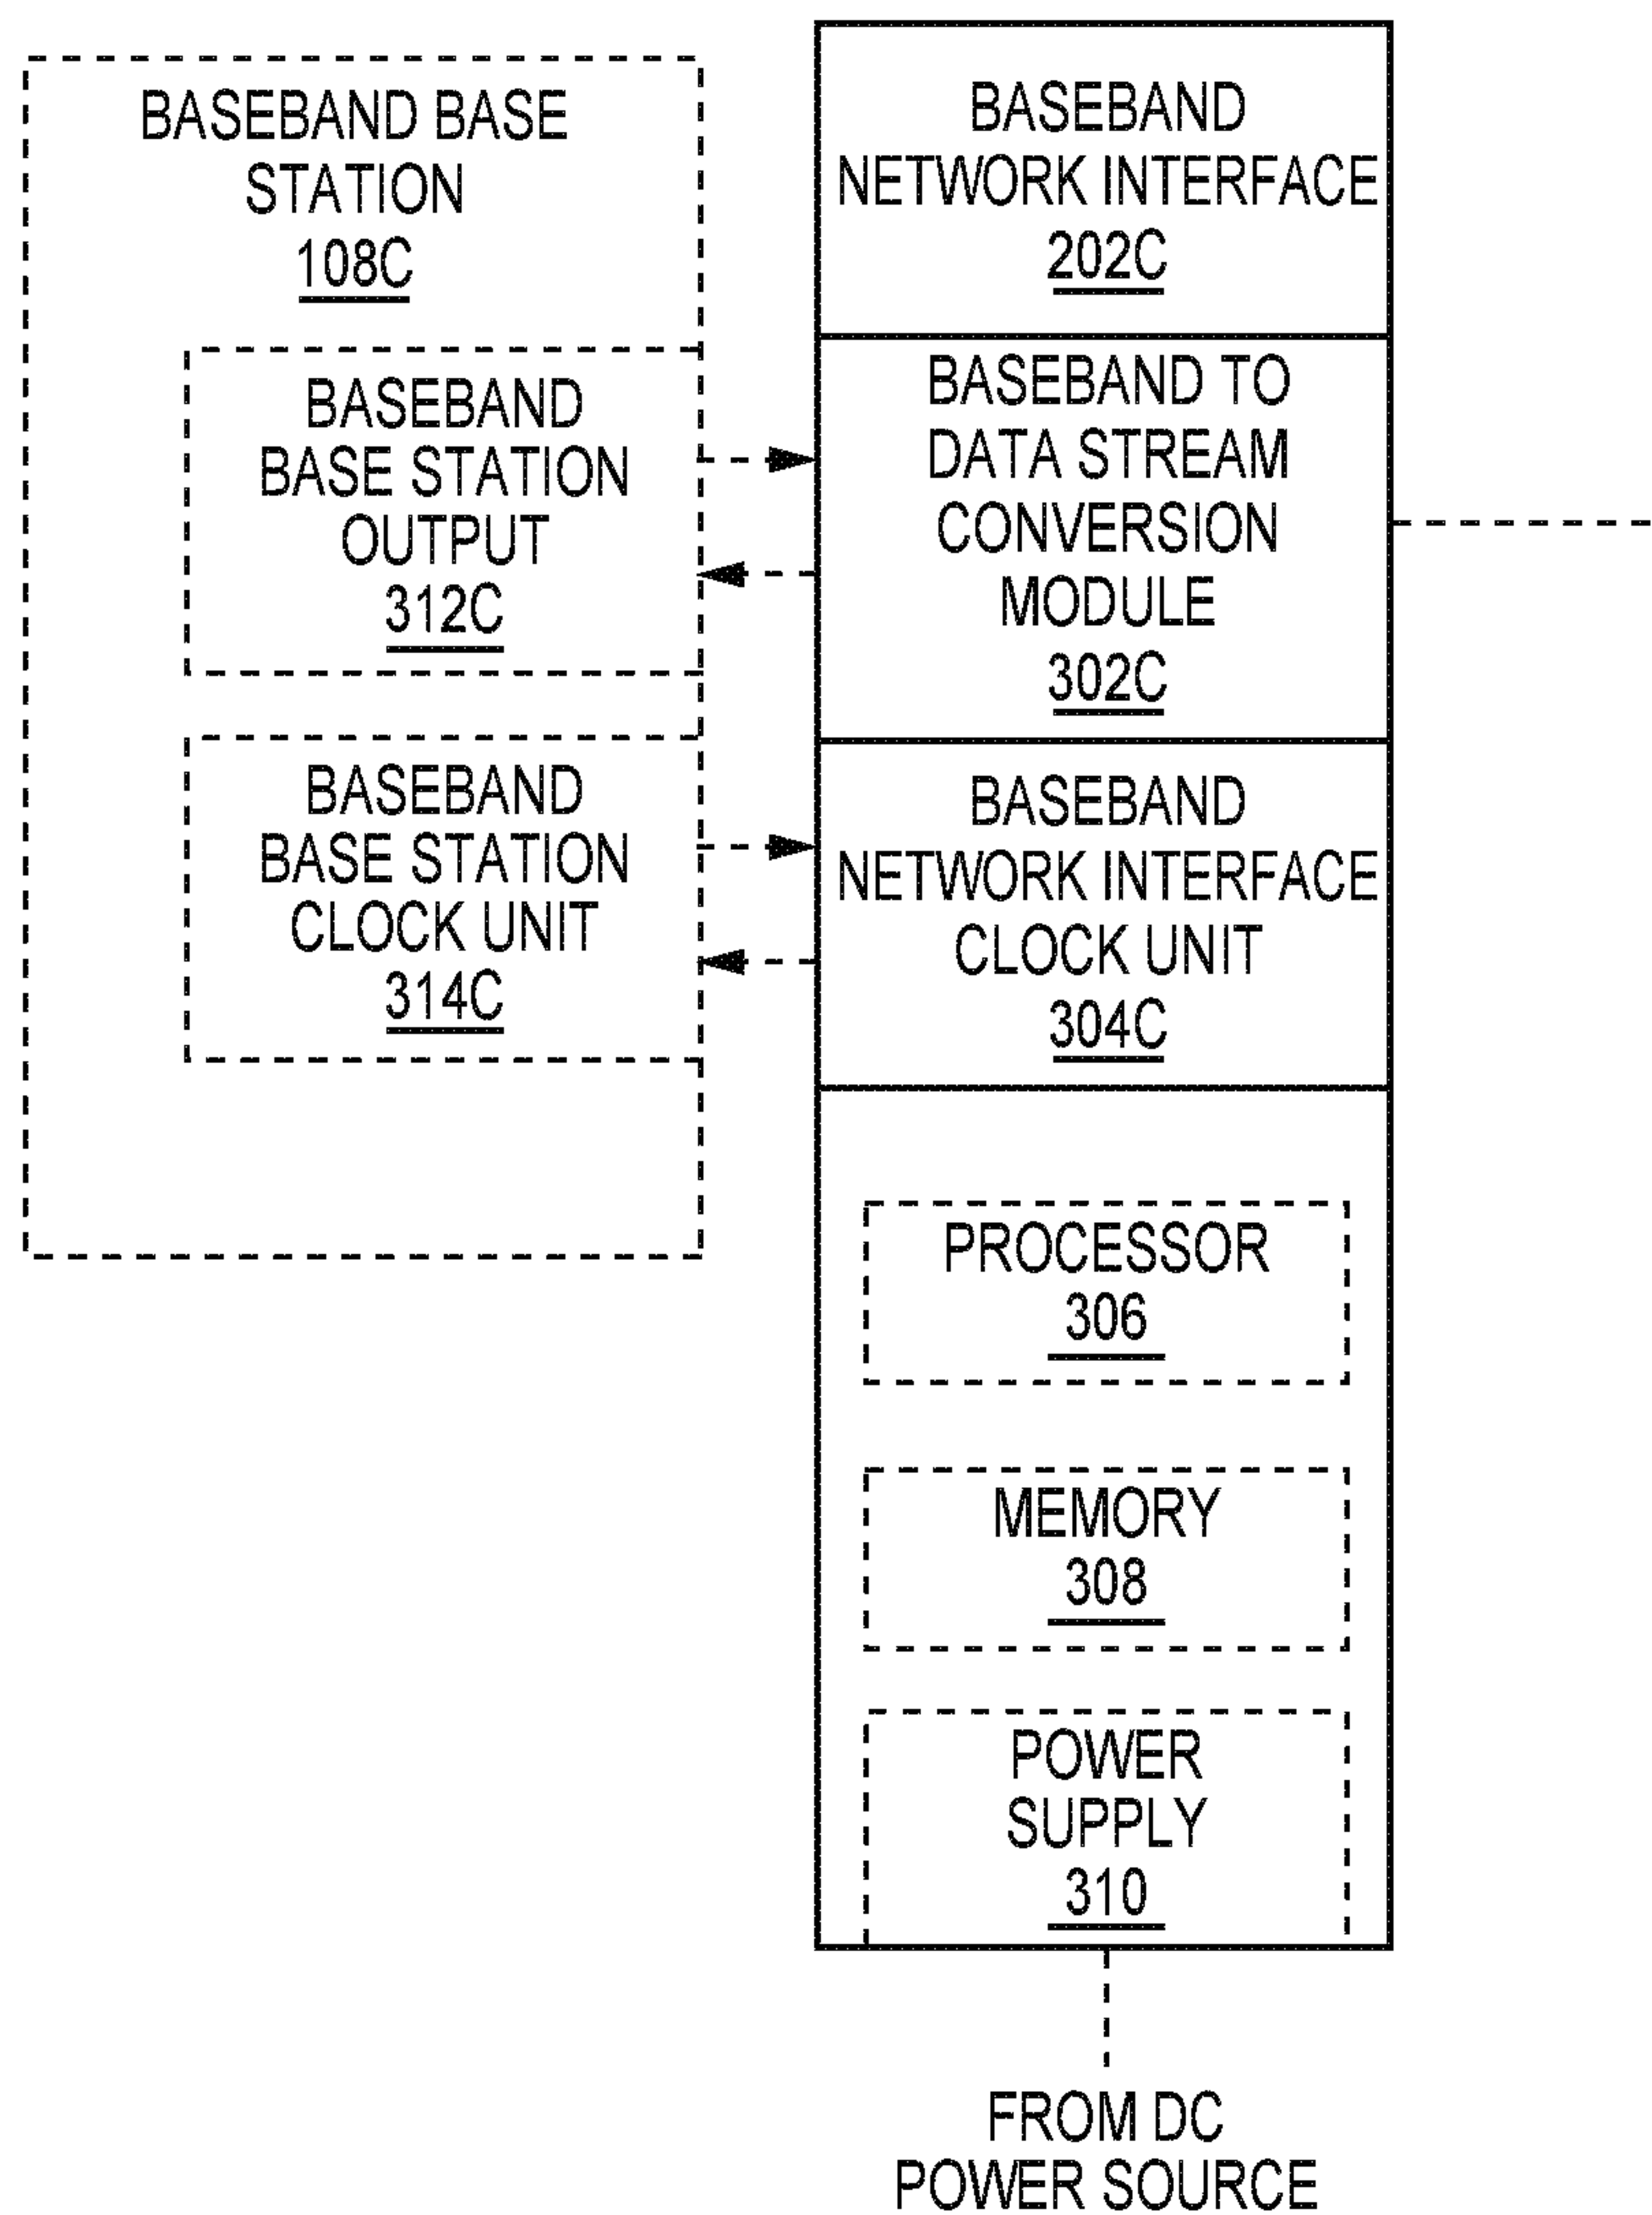 BASEBAND BASE
STATION
108C
BASEBAND
BASE STATION
OUTPUT
312C
BASEBAND
BASE STATION
CLOCK UNIT
314C
BASEBAND
NETWORK INTERFACE
202C
BASEBAND TO
DATA STREAM
CONVERSION
MODULE
302C
BASEBAND
NETWORK INTERFACE
CLOCK UNIT
304C
PROCESSOR
306
MEMORY
308
POWER
SUPPLY
310
FROM DC
POWER SOURCE